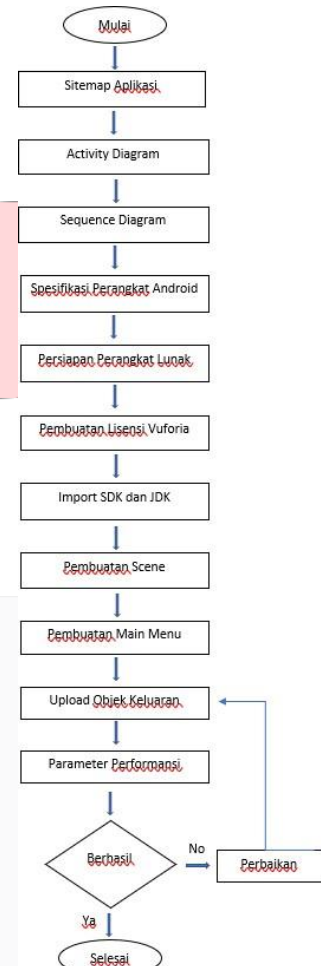 Mulai
Sitemap Aplikasi
Activity Diagram
Sequence Diagram
Spesifikasi Perangkat Android
Persiapan Perangkat Lunak
Pembuatan Lisensi Vuforia
Import SDK dan JDK
Pembuatan Scene
Pembuatan Main Menu
Upload Objek Keluaran
Parameter Performansi
Berhasil
No
Perbaikan
Ya
Selesai